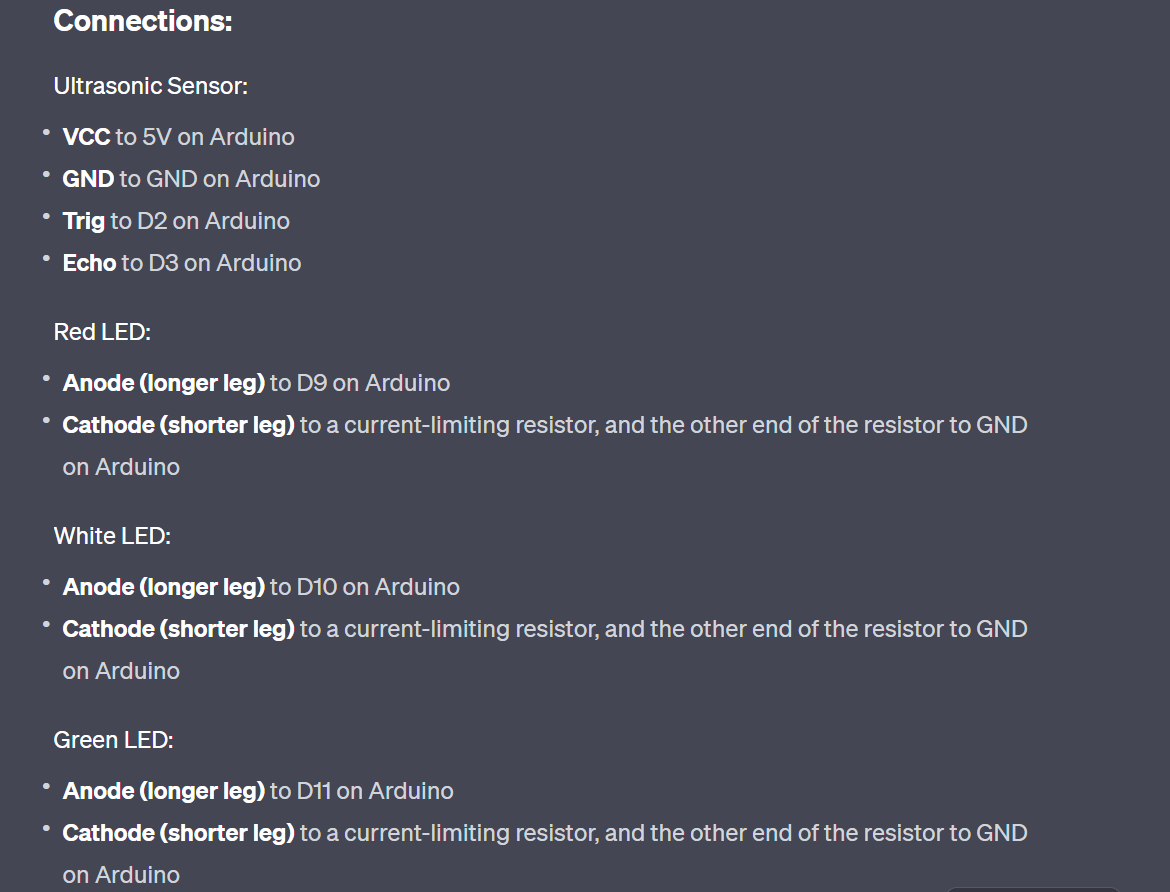 Connections:
Ultrasonic Sensor:
• VCC to 5V on Arduino
• GND to GND on Arduino
• Trig to D2 on Arduino
• Echo to D3 on Arduino
Red LED:
• Anode (longer leg) to D9 on Arduino
• Cathode (shorter leg) to a current-limiting resistor, and the other end of the resistor to GND
on Arduino
White LED:
• Anode (longer leg) to D10 on Arduino
• Cathode (shorter leg) to a current-limiting resistor, and the other end of the resistor to GND
on Arduino
Green LED:
• Anode (longer leg) to D11 on Arduino
• Cathode (shorter leg) to a current-limiting resistor, and the other end of the resistor to GND
on Arduino